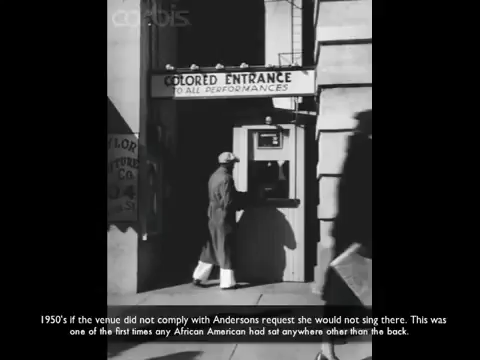 corbis.
COLORED ENTRANCE
TO ALL PERFORMANCES
1950's if the venue did not comply with Andersons request she would not sing there. This was
one of the first times any African American had sat anywhere other than the back.